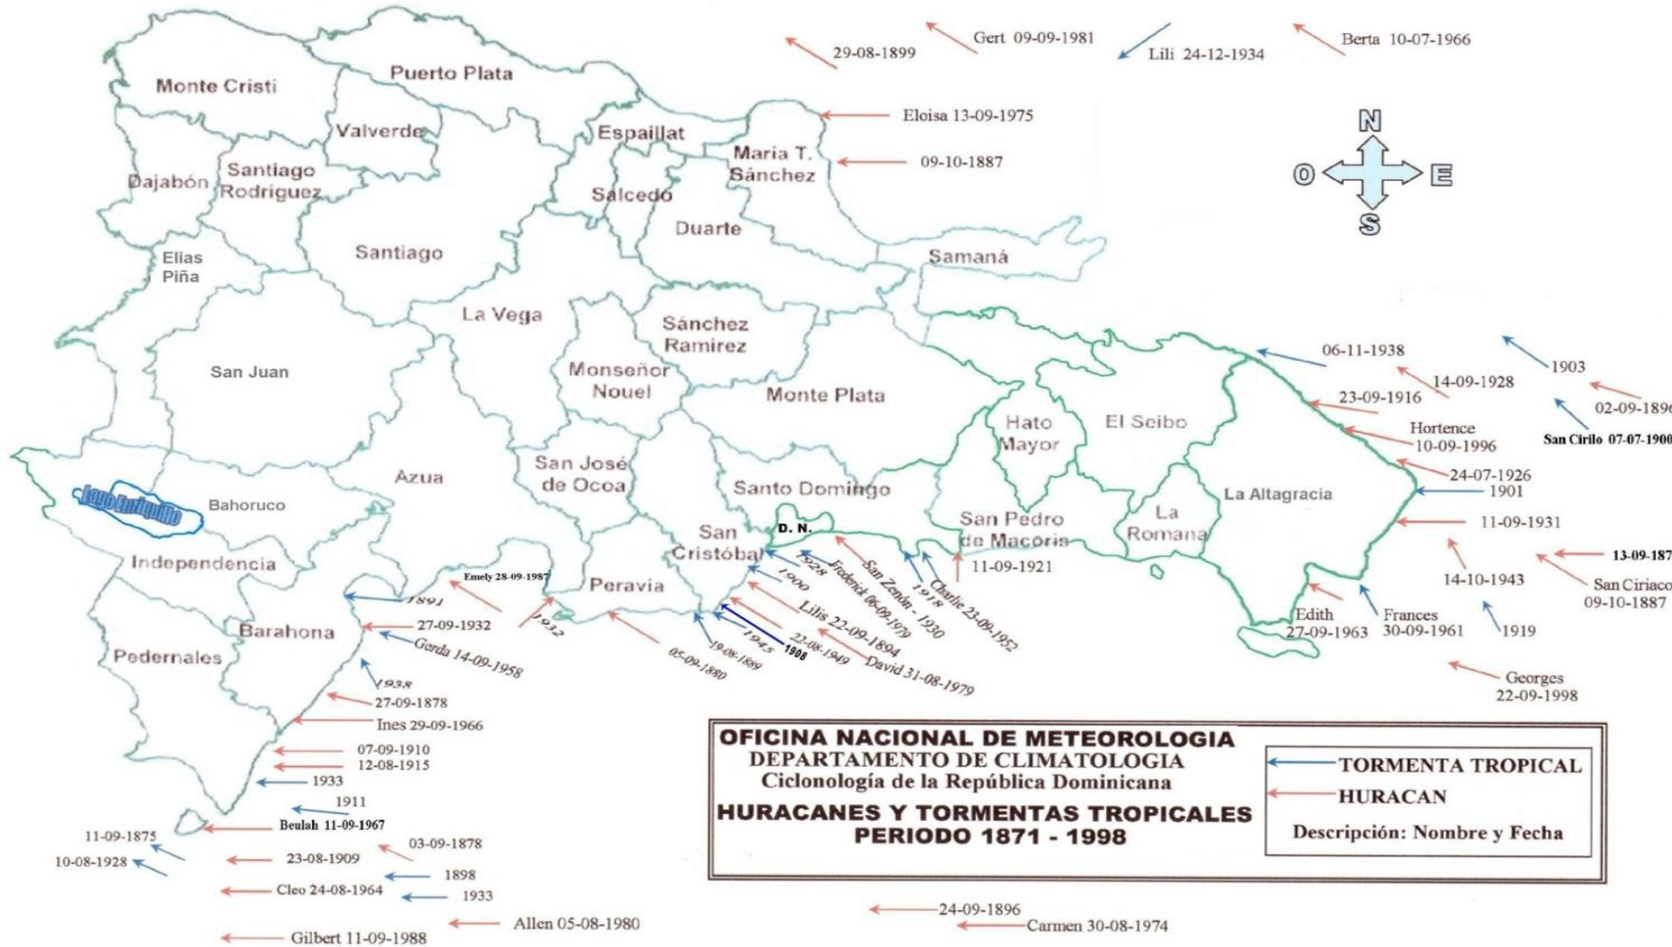 29-08-1899
Gert 09-09-1981
Lili 24-12-1934
Berta 10-07-1966
Monte Cristi
Puerto Plata
Eloisa 13-09-1975
Valverde
Espaillat
María T.
Sánchez
09-10-1887
N
O
E
S
Dajabón
Santiago
Rodríguez
Salcedo
Duarte
Santiago
Samaná
Elias
Piña
La Vega
Sánchez
Ramírez
San Juan
Monseñor
Nouel
Monte Plata
06-11-1938
1903
14-09-1928
23-09-1916
02-09-1896
Hato
Mayor
El Seibo
Hortence
10-09-1996
San Cirilo 07-07-1900
24-07-1926
Azua
San José
de Ocoa
Santo Domingo
La Altagracia
1901
Lago Enriquillo
Bahoruco
D. N.
San Pedro
de Macorís
La
Romana
11-09-1931
San
Cristóbal
Independencia
13-09-187
11-09-1921
14-10-1943
San Ciriaco
09-10-1887
Emely 28-09-1987
Peravia
1891
1932
1900
1928
Frederick 06-09-1979
San Zenón - 1930
1918
Charlie 23-09-1952
Edith
27-09-1963
Frances
30-09-1961
1919
Barahona
27-09-1932
Gerda 14-09-1958
Pedernales
05-09-1880
19-08-1889
1945
1908
22-08-1949
Lilis 22-09-1894
David 31-08-1979
1938
27-09-1878
Georges
22-09-1998
Ines 29-09-1966
07-09-1910
12-08-1915
1933
1911
Beulah 11-09-1967
11-09-1875
10-08-1928
03-09-1878
23-08-1909
1898
Cleo 24-08-1964
1933
Allen 05-08-1980
Gilbert 11-09-1988
24-09-1896
Carmen 30-08-1974
OFICINA NACIONAL DE METEOROLOGIA
DEPARTAMENTO DE CLIMATOLOGIA
Ciclonología de la República Dominicana
HURACANES Y TORMENTAS TROPICALES
PERIODO 1871 - 1998
TORMENTA TROPICAL
HURACAN
Descripción: Nombre y Fecha